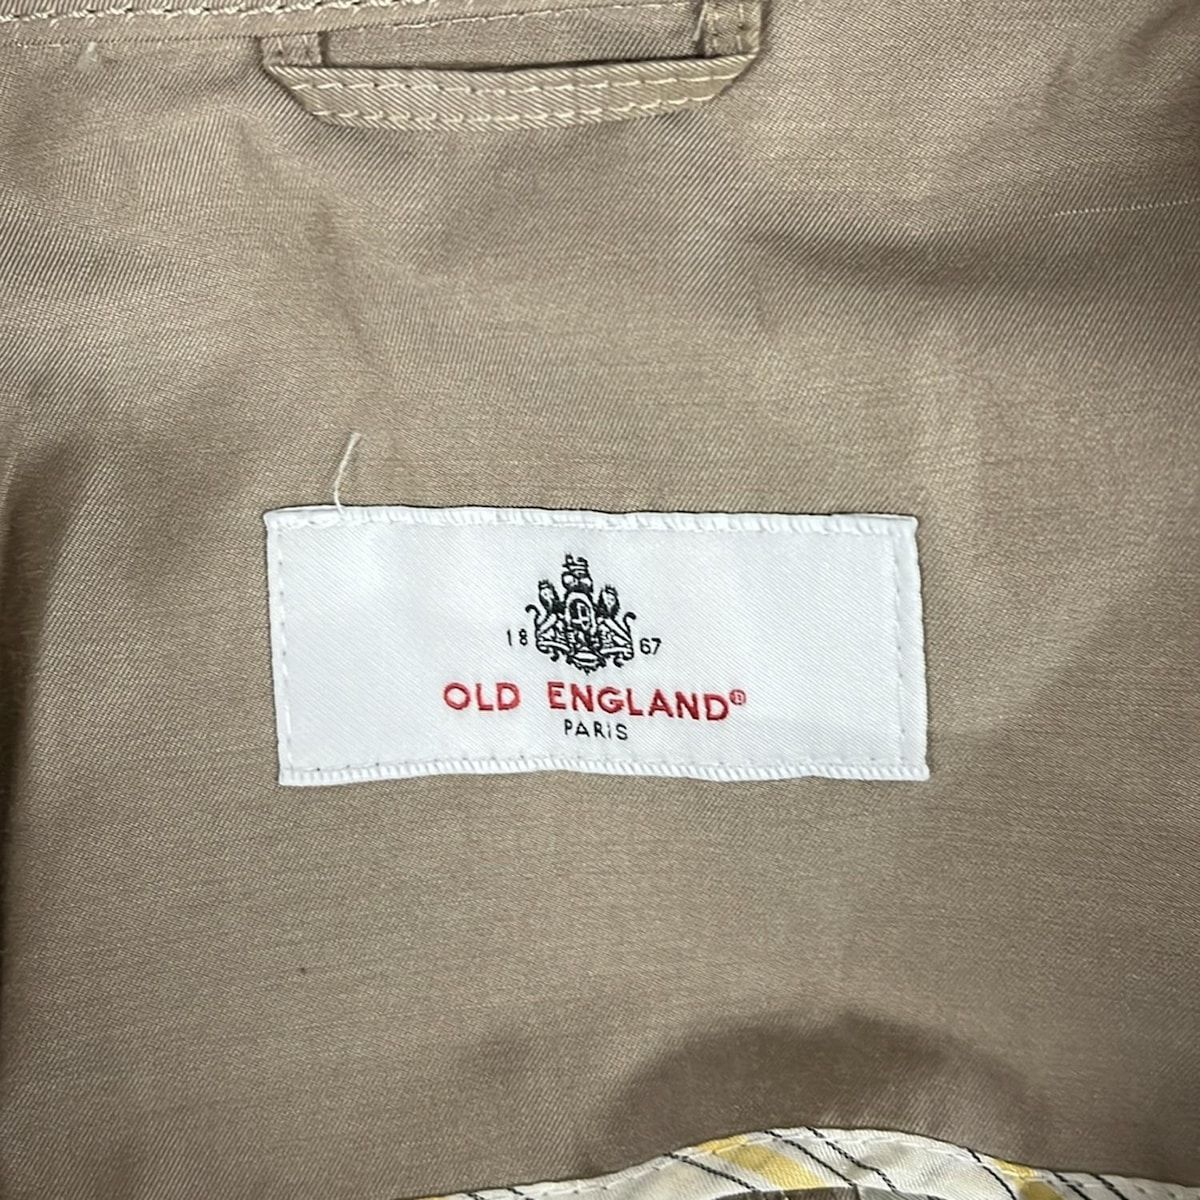 18 67
OLD ENGLAND®
PARIS